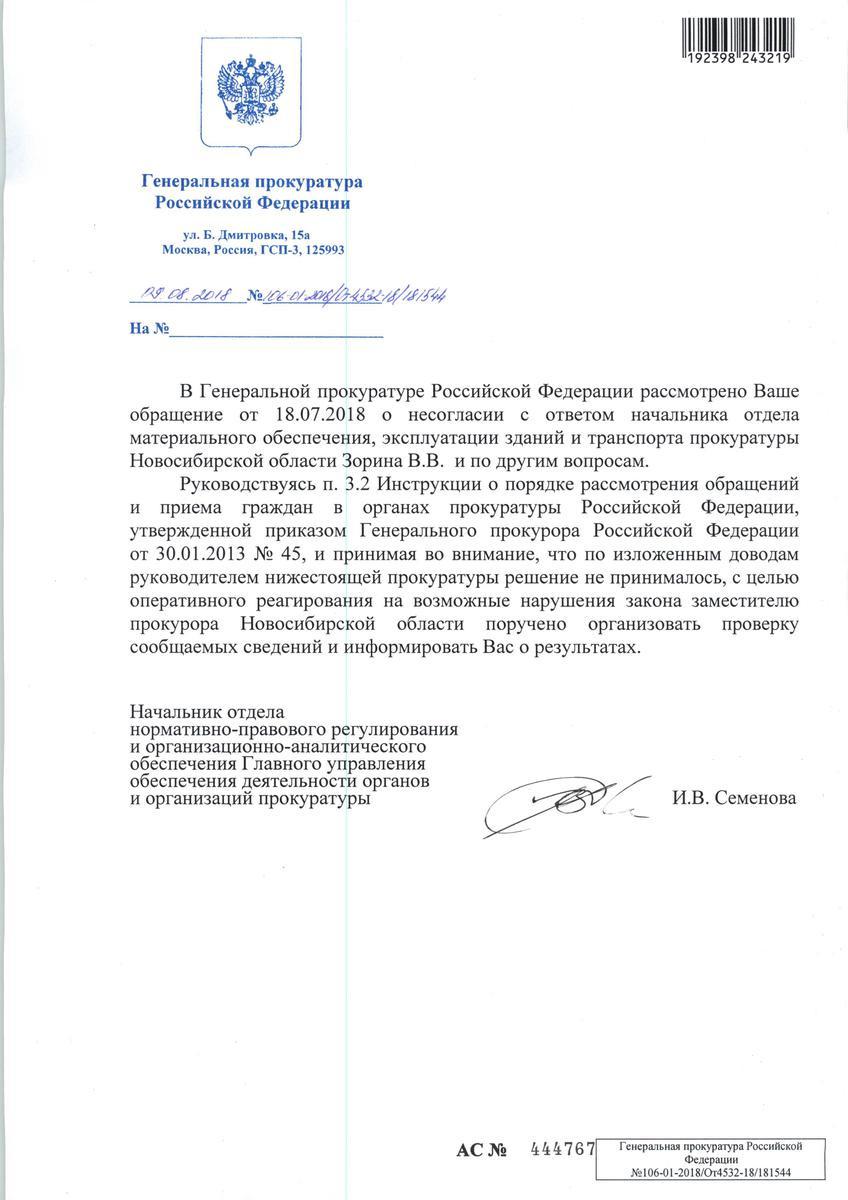 192398 243219
Генеральная прокуратура
Российской Федерации
ул. Б. Дмитровка, 15а
Москва, Россия, ГСП-3, 125993
08.2018 №106-01-2018/От4532-18/181544
На №
В Генеральной прокуратуре Российской Федерации рассмотрено Ваше
обращение от 18.07.2018 о несогласии с ответом начальника отдела
материального обеспечения, эксплуатации зданий и транспорта прокуратуры
Новосибирской области Зорина В.В. и по другим вопросам.
Руководствуясь п. 3.2 Инструкции о порядке рассмотрения обращений
и приема граждан в органах прокуратуры Российской Федерации,
утвержденной приказом Генерального прокурора Российской Федерации
от 30.01.2013 № 45, и принимая во внимание, что по изложенным доводам
руководителем нижестоящей прокуратуры решение не принималось, с целью
оперативного реагирования на возможные нарушения закона заместителю
прокурора Новосибирской области поручено организовать проверку
сообщаемых сведений и информировать Вас о результатах.
Начальник отдела
нормативно-правового регулирования
и организационно-аналитического
обеспечения Главного управления
обеспечения деятельности органов
и организаций прокуратуры
И.В. Семенова
АС № 444767
Генеральная прокуратура Российской
Федерации
№106-01-2018/От4532-18/181544